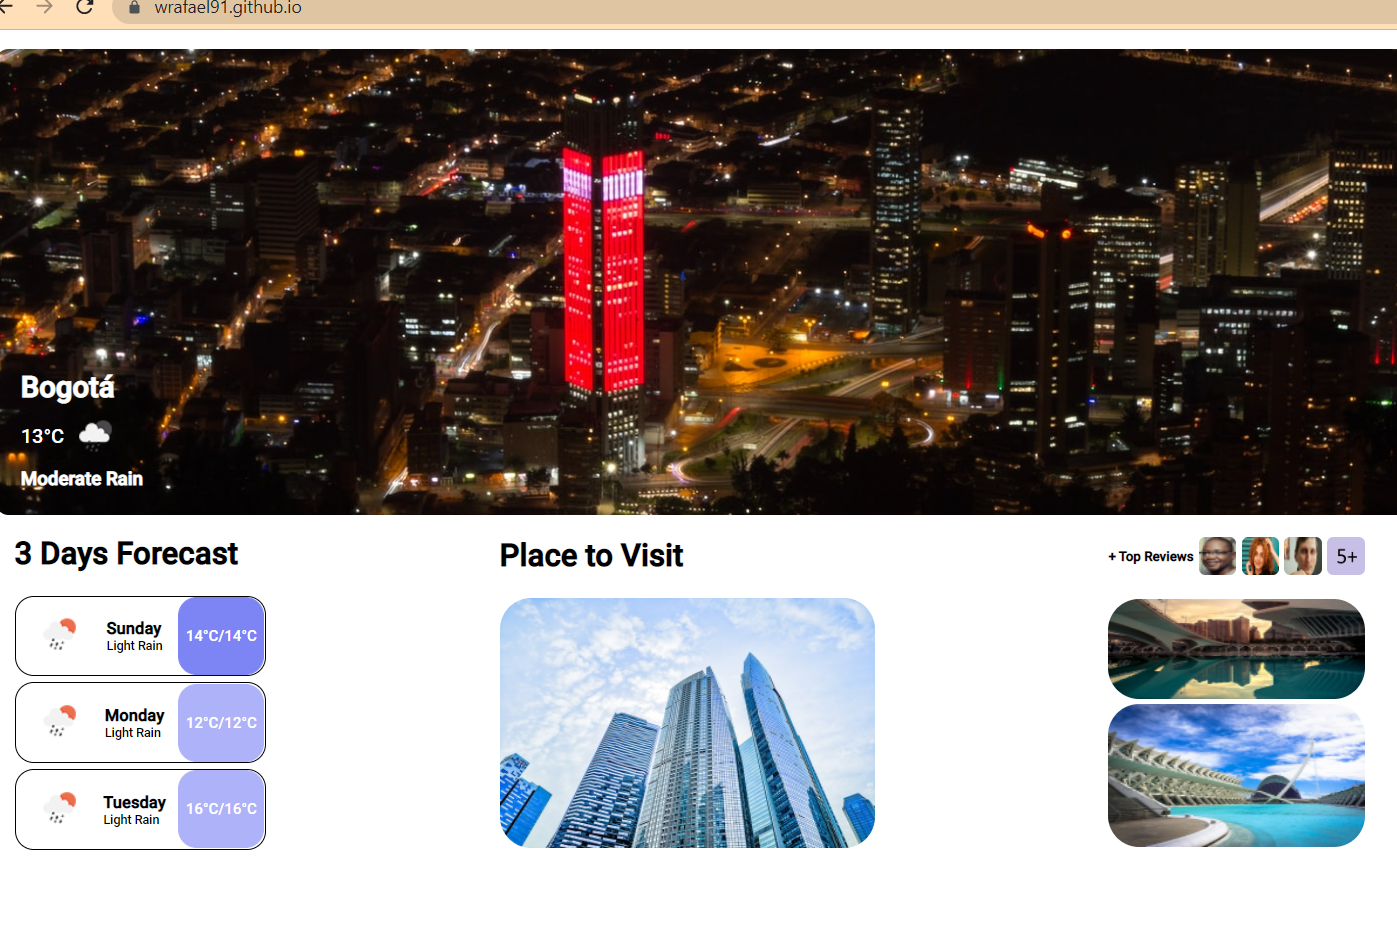 wrafael91.github.io
Bogotá
13°C
Moderate Rain
3 Days Forecast
Sunday
Light Rain
14°C/14°C
Monday
Light Rain
12°C/12°C
Tuesday
Light Rain
16°C/16°C
Place to Visit
+ Top Reviews
5+